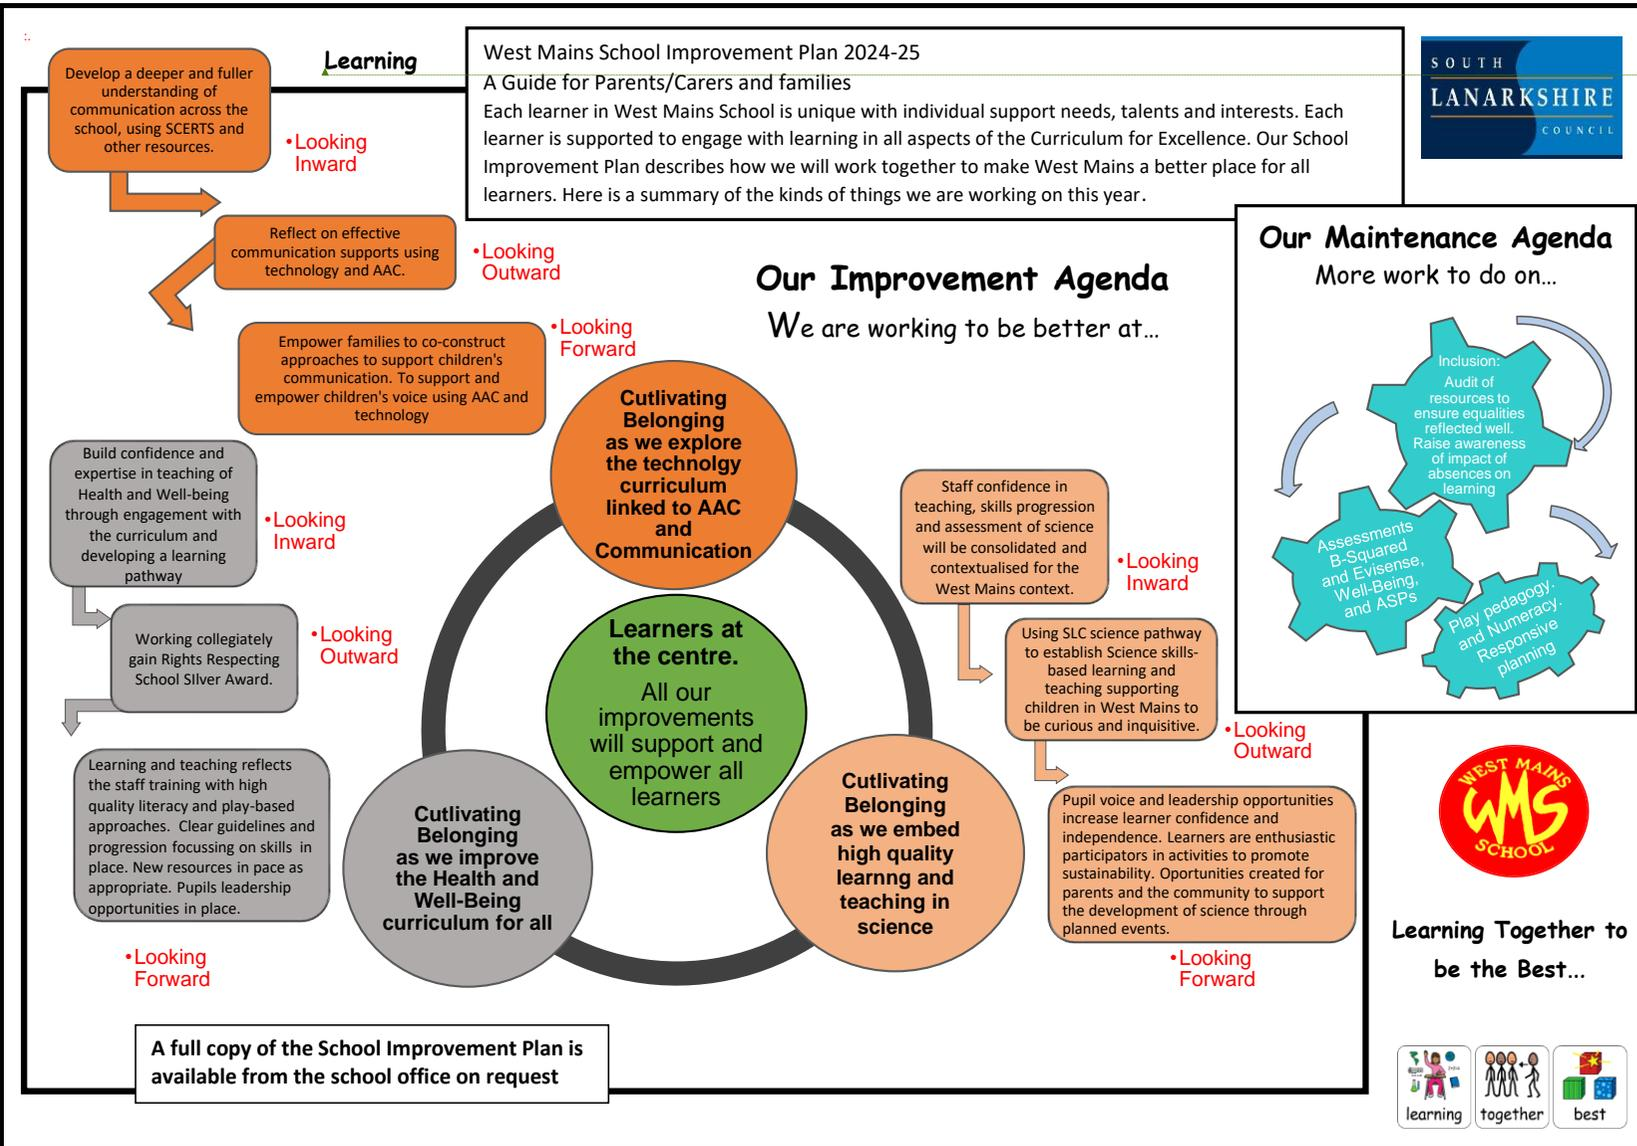 :.
Learning
West Mains School Improvement Plan 2024-25
A Guide for Parents/Carers and families
Each learner in West Mains School is unique with individual support needs, talents and interests. Each
learner is supported to engage with learning in all aspects of the Curriculum for Excellence. Our School
Improvement Plan describes how we will work together to make West Mains a better place for all
learners. Here is a summary of the kinds of things we are working on this year.
SOUTH
LANARKSHIRE
COUNCIL
Develop a deeper and fuller
understanding of
communication across the
school, using SCERTS and
other resources.
•Looking
Inward
Reflect on effective
communication supports using
technology and AAC.
•Looking
Outward
Empower families to co-construct
approaches to support children's
communication. To support and
empower children's voice using AAC and
technology
•Looking
Forward
Our Improvement Agenda
We are working to be better at...
Cutlivating
Belonging
as we explore
the technolgy
curriculum
linked to AAC
and
Communication
Build confidence and
expertise in teaching of
Health and Well-being
through engagement with
the curriculum and
developing a learning
pathway
•Looking
Inward
Working collegiately
gain Rights Respecting
School SIlver Award.
•Looking
Outward
Learning and teaching reflects
the staff training with high
quality literacy and play-based
approaches.  Clear guidelines and
progression focussing on skills  in
place. New resources in pace as
appropriate. Pupils leadership
opportunities in place.
•Looking
Forward
Learners at
the centre.
All our
improvements
will support and
empower all
learners
Cutlivating
Belonging
as we improve
the Health and
Well-Being
curriculum for all
Cutlivating
Belonging
as we embed
high quality
learnng and
teaching in
science
Staff confidence in
teaching, skills progression
and assessment of science
will be consolidated and
contextualised for the
West Mains context.
•Looking
Inward
Using SLC science pathway
to establish Science skills-
based learning and
teaching supporting
children in West Mains to
be curious and inquisitive.
•Looking
Outward
Pupil voice and leadership opportunities
increase learner confidence and
independence. Learners are enthusiastic
participators in activities to promote
sustainability. Oportunities created for
parents and the community to support
the development of science through
planned events.
•Looking
Forward
Our Maintenance Agenda
More work to do on...
Inclusion:
Audit of
resources to
ensure equalities
reflected well.
Raise awareness
of impact of
absences on
learning
Assessments
B-Squared
and Evisense,
Well-Being,
and ASPs
Play pedagogy.
and Numeracy.
Responsive
planning
WEST MAINS
WMS
SCHOOL
Learning Together to
be the Best...
learning
together
best
A full copy of the School Improvement Plan is
available from the school office on request